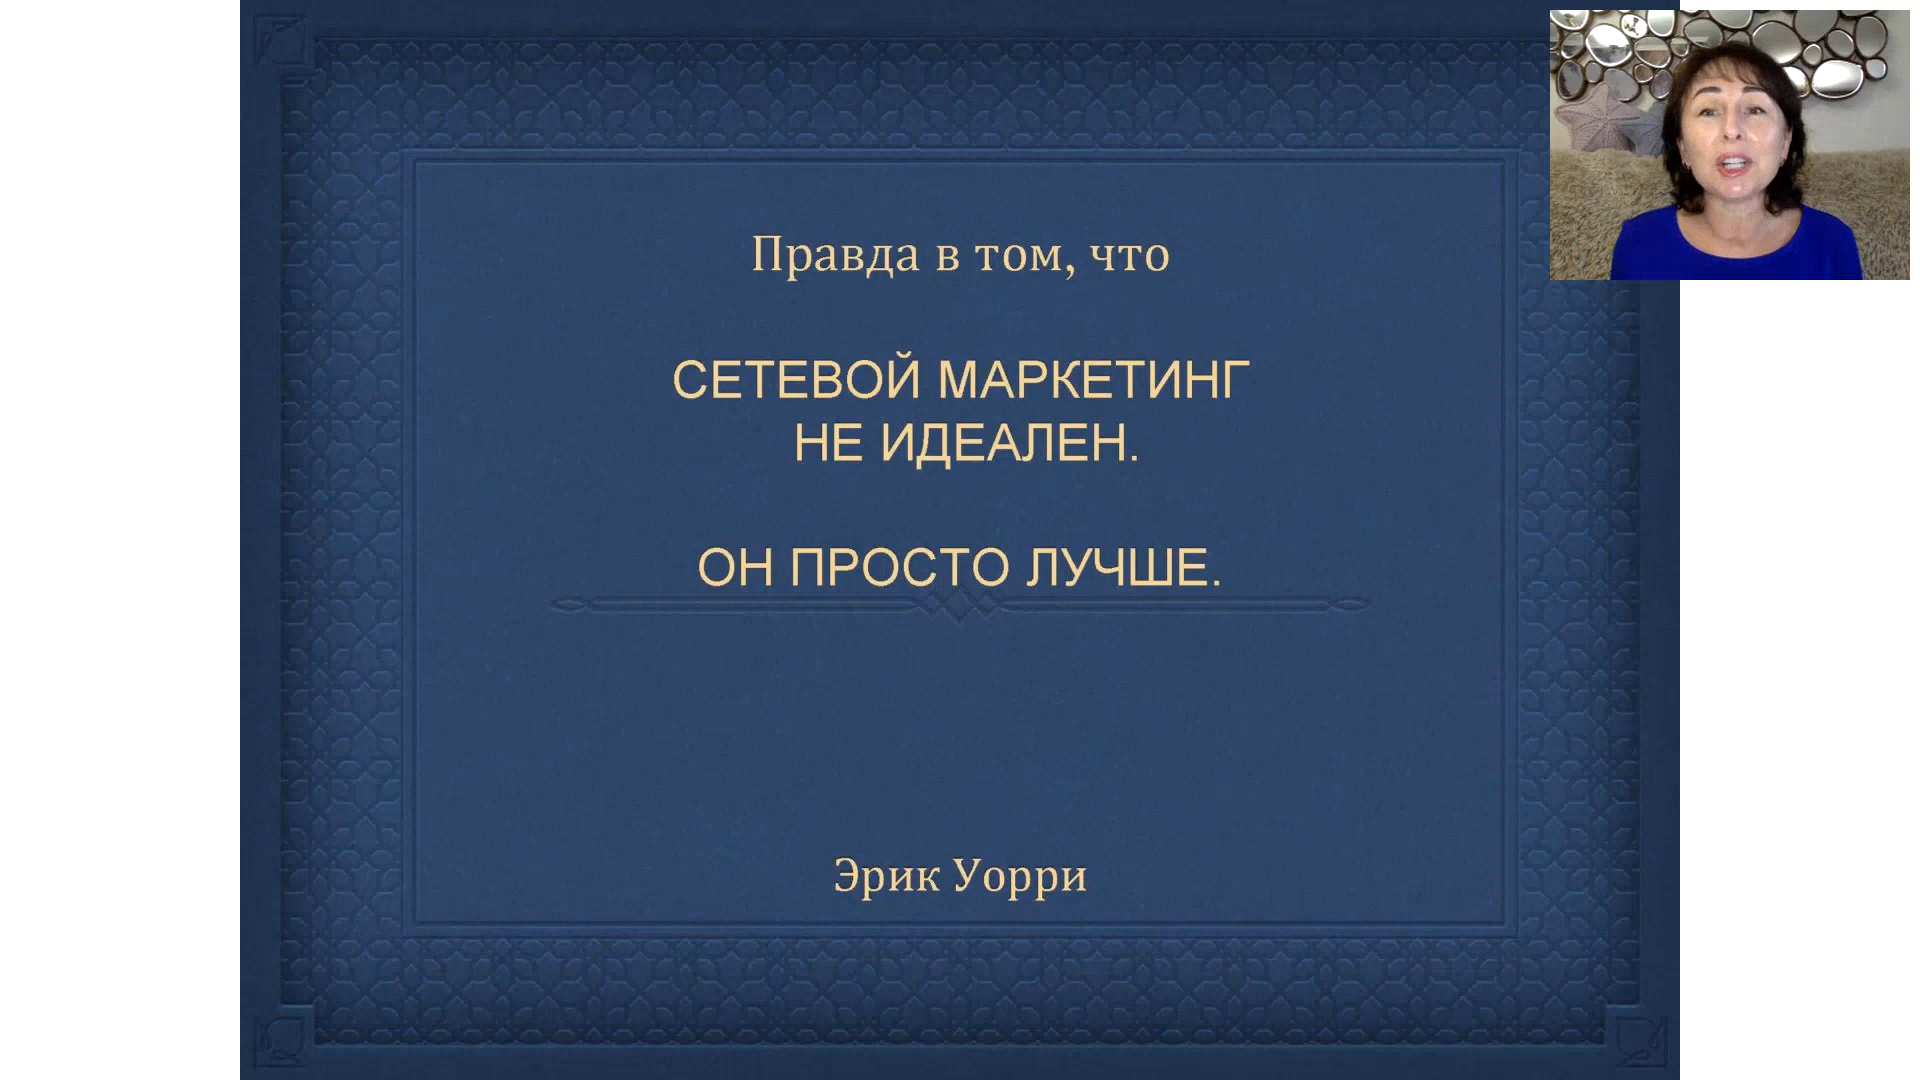 Правда в том, что
СЕТЕВОЙ МАРКЕТИНГ
НЕ ИДЕАЛЕН.
ОН ПРОСТО ЛУЧШЕ.
Эрик Уорри